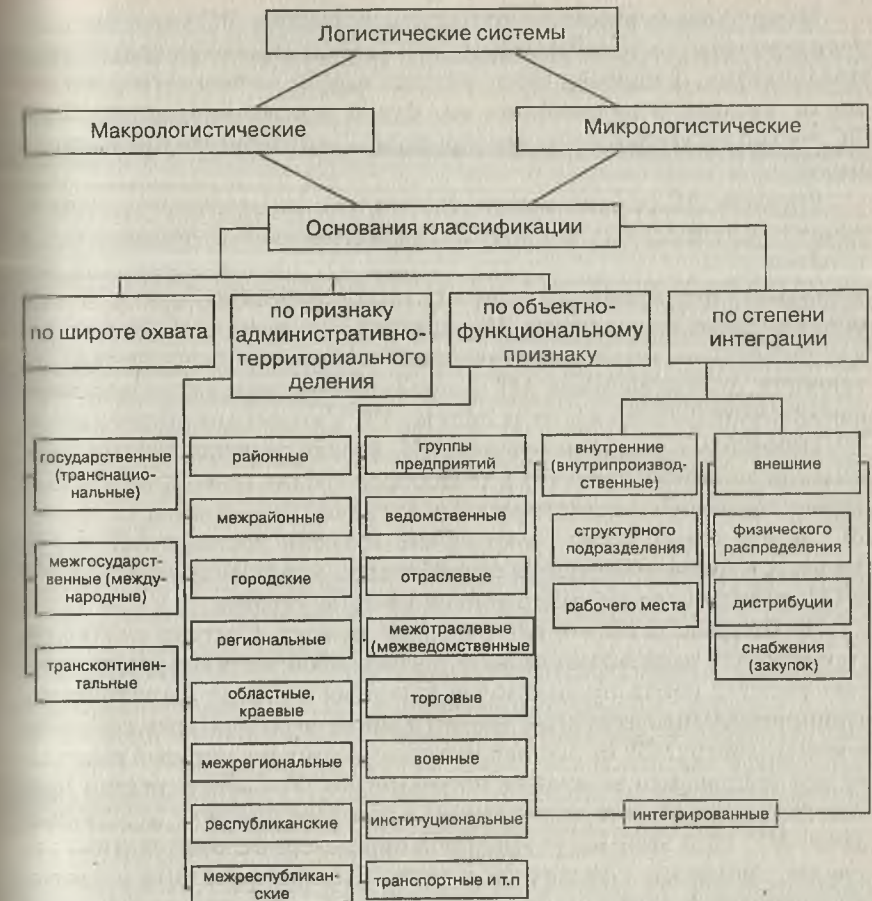 Логистические системы
Макрологистические
Микрологистические
Основания классификации
по широте охвата
по признаку
административно-
территориального
деления
по объектно-
функциональному
признаку
по степени
интеграции
государственные
(транснацио-
нальные)
межгосударст-
венные (между-
народные)
трансконтинен-
тальные
районные
межрайонные
городские
региональные
областные,
краевые
межрегиональные
республиканские
межреспубликан-
ские
группы
предприятий
ведомственные
отраслевые
межотраслевые
(межведомственные
торговые
военные
институциональные
транспортные и т.п
внутренние
(внутрипроизвод-
ственные)
структурного
подразделения
рабочего места
внешние
физического
распределения
дистрибуции
снабжения
(закупок)
интегрированные